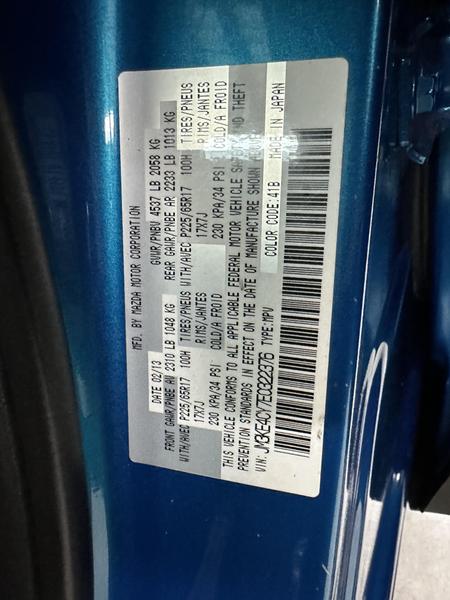 MFD. BY MAZDA MOTOR CORPORATION
DATE 02/13 GVWR/PNBV 4537 LB 2058 KG
FRONT GAWR/PNBE AV 2310 LB 1048 KG REAR GAWR/PNBE AR 2233 LB 1013 KG
WITH/AVEC P225/65R17 100H TIRES/PNEUS WITH/AVEC P225/65R17 100H TIRES/PNEUS
17X7J RIMS/JANTES 17X7J RIMS/JANTES
230 KPA/34 PSI COLD/A FROID 230 KPA/34 PSI COLD/A FROID
THIS VEHICLE CONFORMS TO ALL APPLICABLE FEDERAL MOTOR VEHICLE SAFETY AND THEFT
PREVENTION STANDARDS IN EFFECT ON THE DATE OF MANUFACTURE SHOWN ABOVE.
VIN: JM3KE4CY7E0322376 TYPE: MPV
COLOR CODE: 41B MADE IN JAPAN